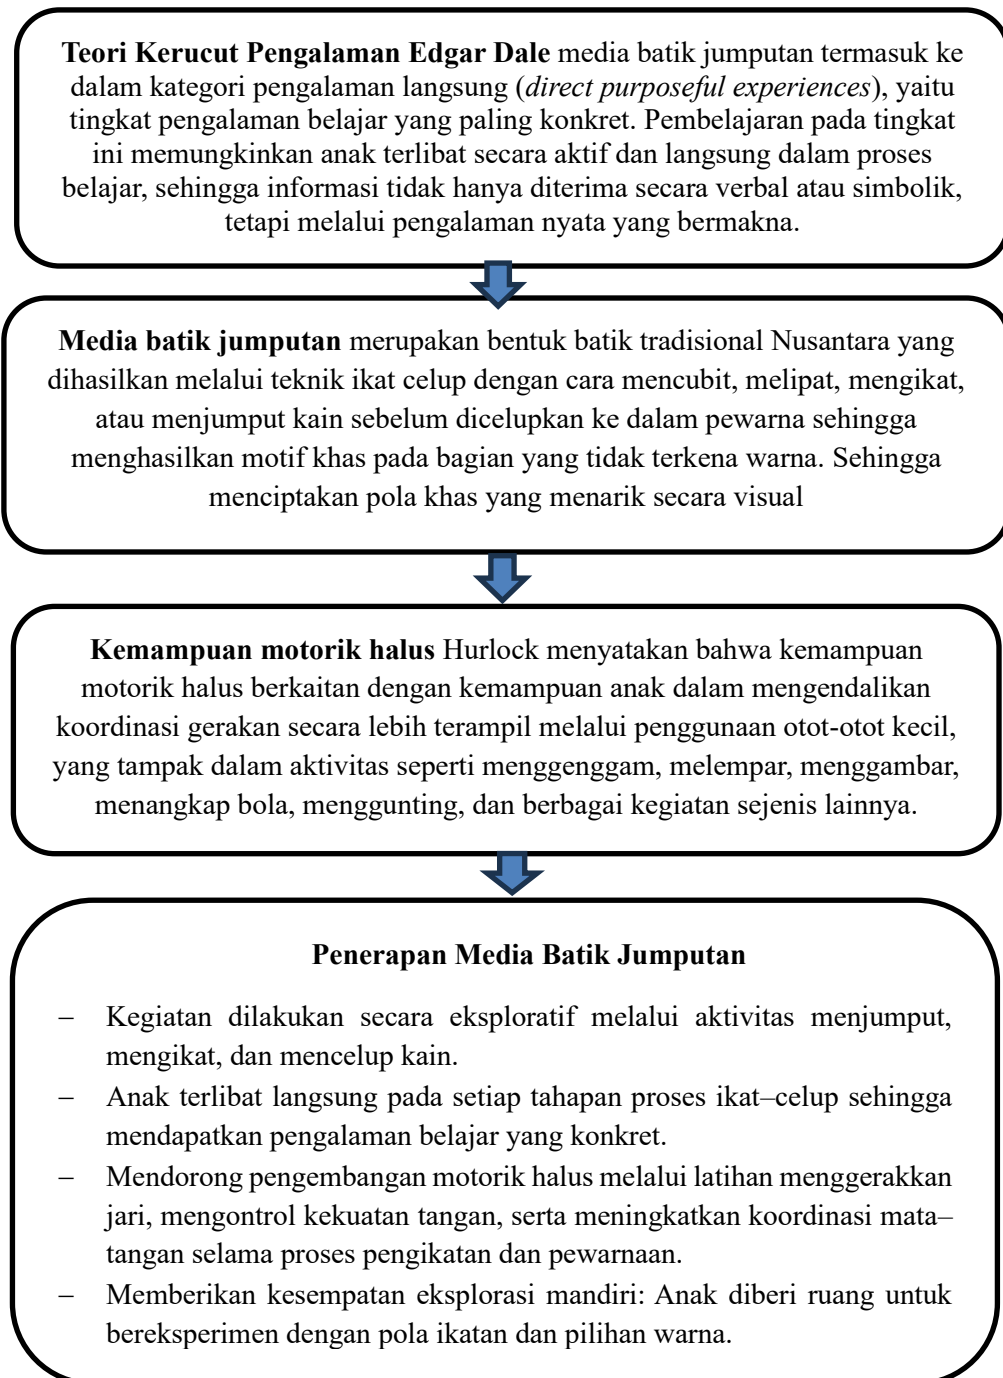 Teori Kerucut Pengalaman Edgar Dale media batik jumputan termasuk ke
dalam kategori pengalaman langsung (direct purposeful experiences), yaitu
tingkat pengalaman belajar yang paling konkret. Pembelajaran pada tingkat
ini memungkinkan anak terlibat secara aktif dan langsung dalam proses
belajar, sehingga informasi tidak hanya diterima secara verbal atau simbolik,
tetapi melalui pengalaman nyata yang bermakna.
Media batik jumputan merupakan bentuk batik tradisional Nusantara yang
dihasilkan melalui teknik ikat celup dengan cara mencubit, melipat, mengikat,
atau menjumput kain sebelum dicelupkan ke dalam pewarna sehingga
menghasilkan motif khas pada bagian yang tidak terkena warna. Sehingga
menciptakan pola khas yang menarik secara visual
Kemampuan motorik halus Hurlock menyatakan bahwa kemampuan
motorik halus berkaitan dengan kemampuan anak dalam mengendalikan
koordinasi gerakan secara lebih terampil melalui penggunaan otot-otot kecil,
yang tampak dalam aktivitas seperti menggenggam, melempar, menggambar,
menangkap bola, menggunting, dan berbagai kegiatan sejenis lainnya.
Penerapan Media Batik Jumputan
– Kegiatan dilakukan secara eksploratif melalui aktivitas menjumput,
mengikat, dan mencelup kain.
– Anak terlibat langsung pada setiap tahapan proses ikat–celup sehingga
mendapatkan pengalaman belajar yang konkret.
– Mendorong pengembangan motorik halus melalui latihan menggerakkan
jari, mengontrol kekuatan tangan, serta meningkatkan koordinasi mata–
tangan selama proses pengikatan dan pewarnaan.
– Memberikan kesempatan eksplorasi mandiri: Anak diberi ruang untuk
bereksperimen dengan pola ikatan dan pilihan warna.